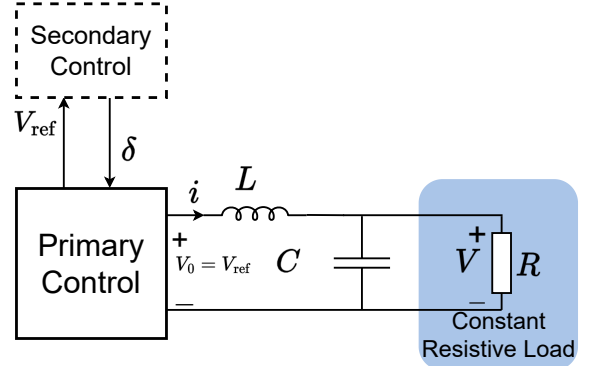 Secondary
Control
V_ref
δ
Primary
Control
i
L
+
V_0 = V_ref
−
C
+
V
−
R
Constant
Resistive Load